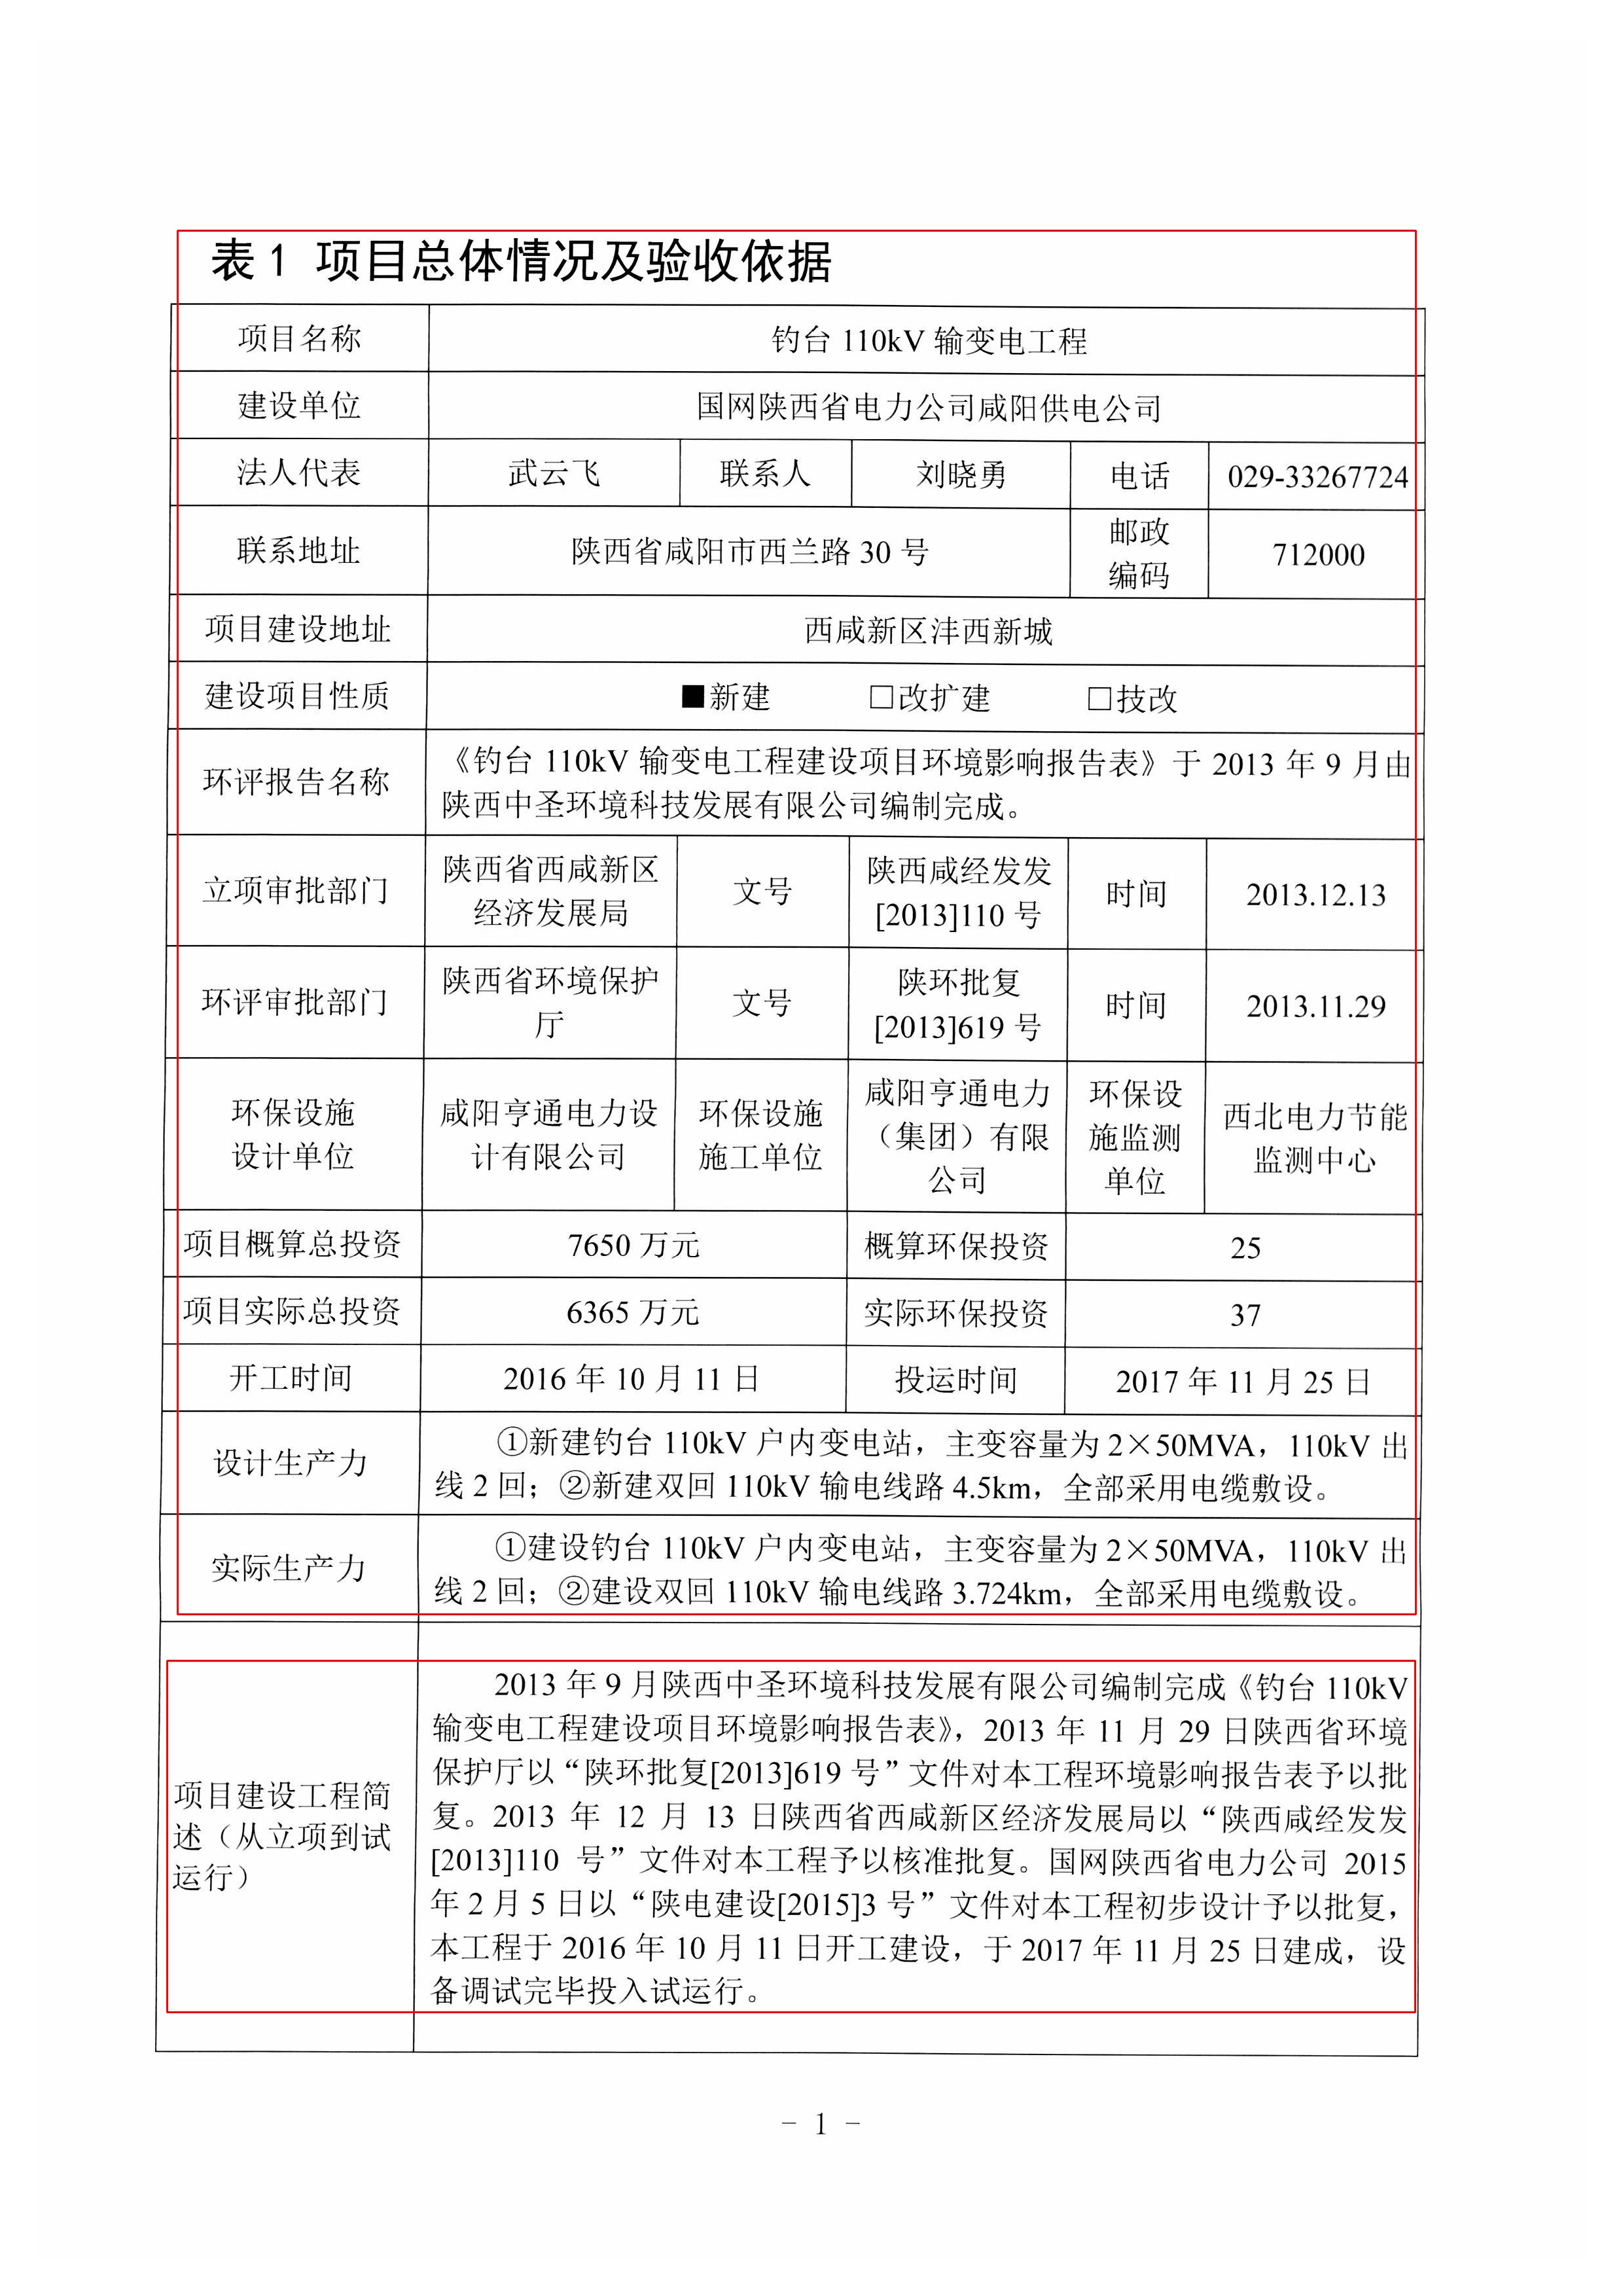 表1 项目总体情况及验收依据
项目名称 钓台 110kV 输变电工程
建设单位 国网陕西省电力公司咸阳供电公司
法人代表 武云飞 联系人 刘晓勇 电话 029-33267724
联系地址 陕西省咸阳市西兰路 30 号 邮政
编码 712000
项目建设地址 西咸新区沣西新城
建设项目性质 ■新建 □改扩建 □技改
环评报告名称
《钓台 110kV 输变电工程建设项目环境影响报告表》于 2013 年 9 月由
陕西中圣环境科技发展有限公司编制完成。
立项审批部门
陕西省西咸新区
经济发展局
文号
陕西咸经发发
[2013]110 号
时间
2013.12.13
环评审批部门
陕西省环境保护
厅
文号
陕环批复
[2013]619 号
时间
2013.11.29
环保设施
设计单位
咸阳亨通电力设
计有限公司
环保设施
施工单位
咸阳亨通电力
（集团）有限
公司
环保设
施监测
单位
西北电力节能
监测中心
项目概算总投资 7650 万元 概算环保投资 25
项目实际总投资 6365 万元 实际环保投资 37
开工时间 2016 年 10 月 11 日 投运时间 2017 年 11 月 25 日
设计生产力
①新建钓台 110kV 户内变电站，主变容量为 2×50MVA，110kV 出
线 2 回；②新建双回 110kV 输电线路 4.5km，全部采用电缆敷设。
实际生产力
①建设钓台 110kV 户内变电站，主变容量为 2×50MVA，110kV 出
线 2 回；②建设双回 110kV 输电线路 3.724km，全部采用电缆敷设。
项目建设工程简
述（从立项到试
运行）
2013 年 9 月陕西中圣环境科技发展有限公司编制完成《钓台 110kV
输变电工程建设项目环境影响报告表》，2013 年 11 月 29 日陕西省环境
保护厅以“陕环批复[2013]619 号”文件对本工程环境影响报告表予以批
复。2013 年 12 月 13 日陕西省西咸新区经济发展局以“陕西咸经发发
[2013]110 号”文件对本工程予以核准批复。国网陕西省电力公司 2015
年 2 月 5 日以“陕电建设[2015]3 号”文件对本工程初步设计予以批复，
本工程于 2016 年 10 月 11 日开工建设，于 2017 年 11 月 25 日建成，设
备调试完毕投入试运行。
- 1 -